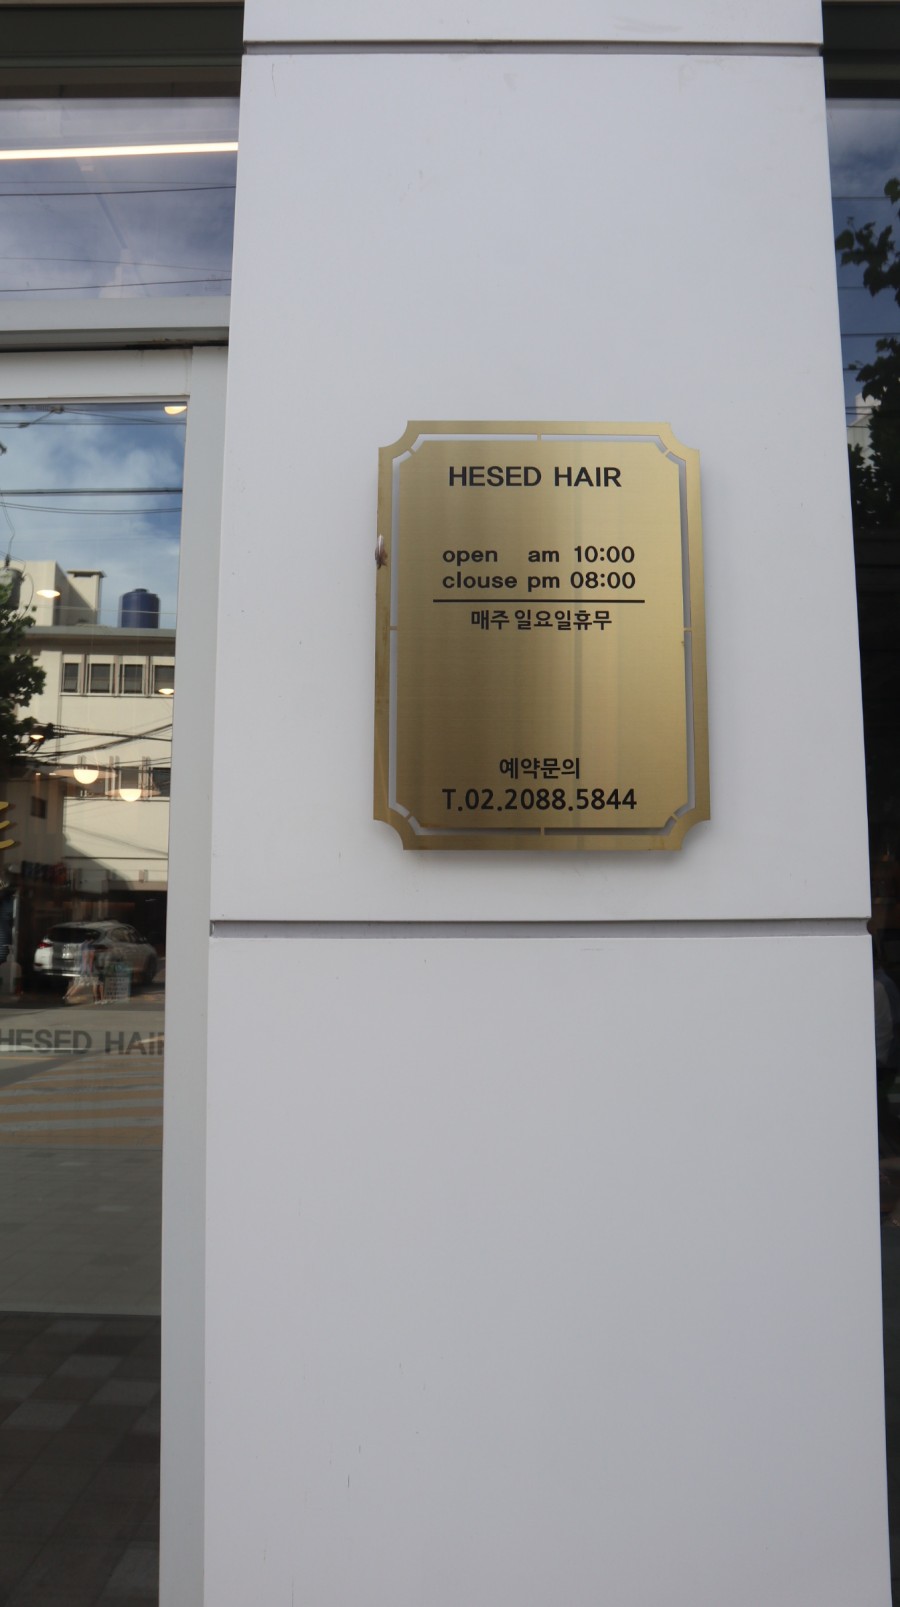 HESED HAIR
open am 10:00
clouse pm 08:00
매주 일요일휴무
예약문의
T.02.2088.5844
HESED HAIR